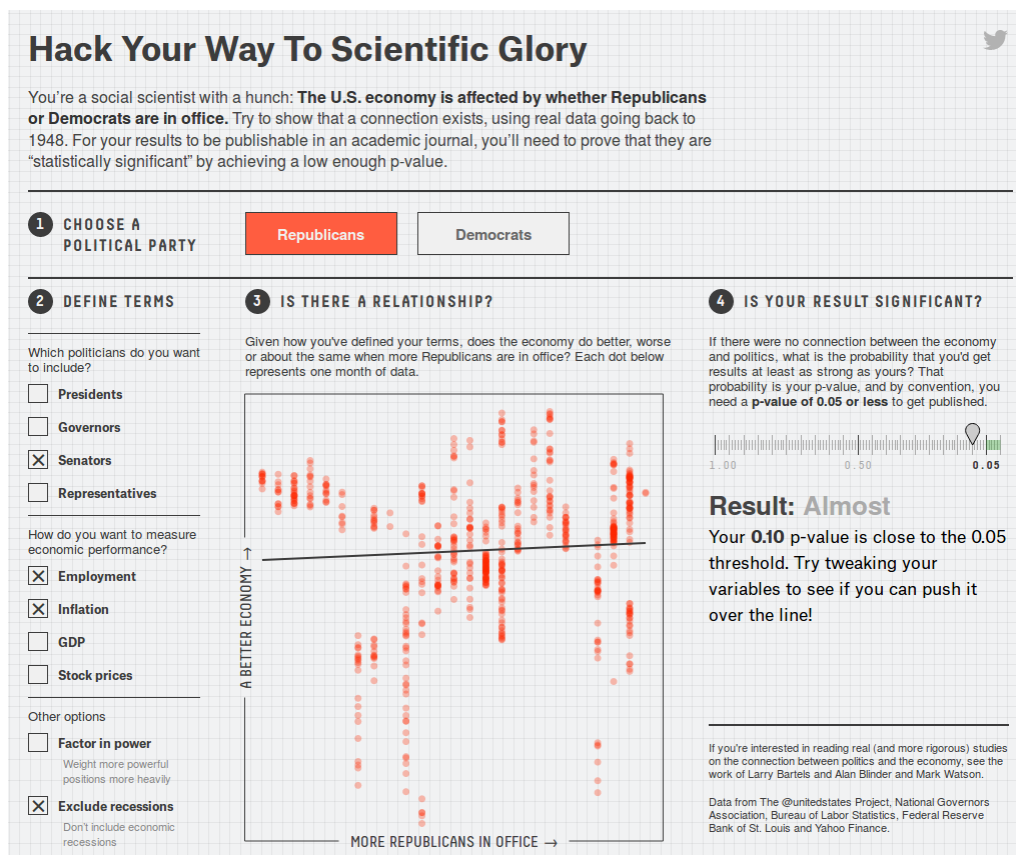 Hack Your Way To Scientific Glory
You're a social scientist with a hunch: The U.S. economy is affected by whether Republicans
or Democrats are in office. Try to show that a connection exists, using real data going back to
1948. For your results to be publishable in an academic journal, you'll need to prove that they are
“statistically significant” by achieving a low enough p-value.
1 CHOOSE A
POLITICAL PARTY
Republicans
Democrats
2 DEFINE TERMS
Which politicians do you want
to include?
Presidents
Governors
Senators
Representatives
How do you want to measure
economic performance?
Employment
Inflation
GDP
Stock prices
Other options
Factor in power
Weight more powerful
positions more heavily
Exclude recessions
Don't include economic
recessions
3 IS THERE A RELATIONSHIP?
Given how you've defined your terms, does the economy do better, worse
or about the same when more Republicans are in office? Each dot below
represents one month of data.
A BETTER ECONOMY →
MORE REPUBLICANS IN OFFICE →
4 IS YOUR RESULT SIGNIFICANT?
If there were no connection between the economy
and politics, what is the probability that you'd get
results at least as strong as yours? That
probability is your p-value, and by convention, you
need a p-value of 0.05 or less to get published.
1.00 0.50 0.05
Result: Almost
Your 0.10 p-value is close to the 0.05
threshold. Try tweaking your
variables to see if you can push it
over the line!
If you're interested in reading real (and more rigorous) studies
on the connection between politics and the economy, see the
work of Larry Bartels and Alan Blinder and Mark Watson.
Data from The @unitedstates Project, National Governors
Association, Bureau of Labor Statistics, Federal Reserve
Bank of St. Louis and Yahoo Finance.